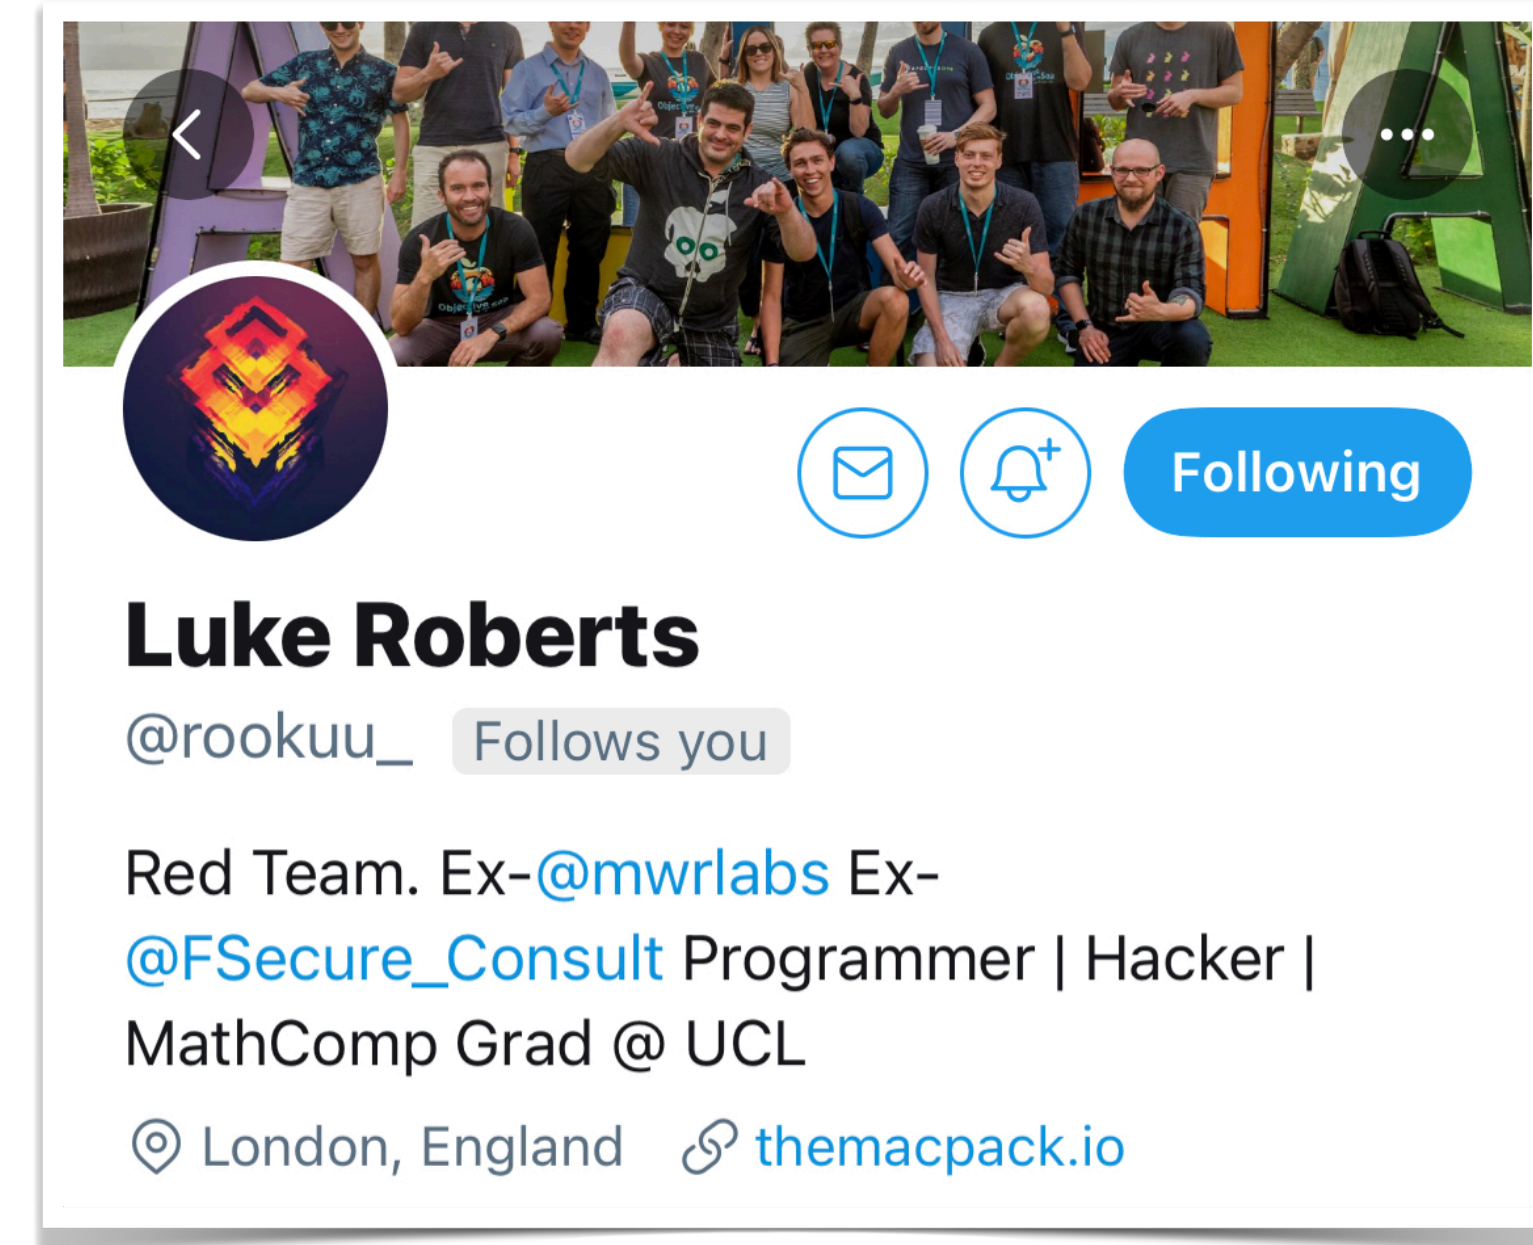 Luke Roberts
@rookuu_ Follows you
Red Team. Ex-@mwrlabs Ex-
@FSecure_Consult Programmer | Hacker |
MathComp Grad @ UCL
London, England themacpack.io
Following